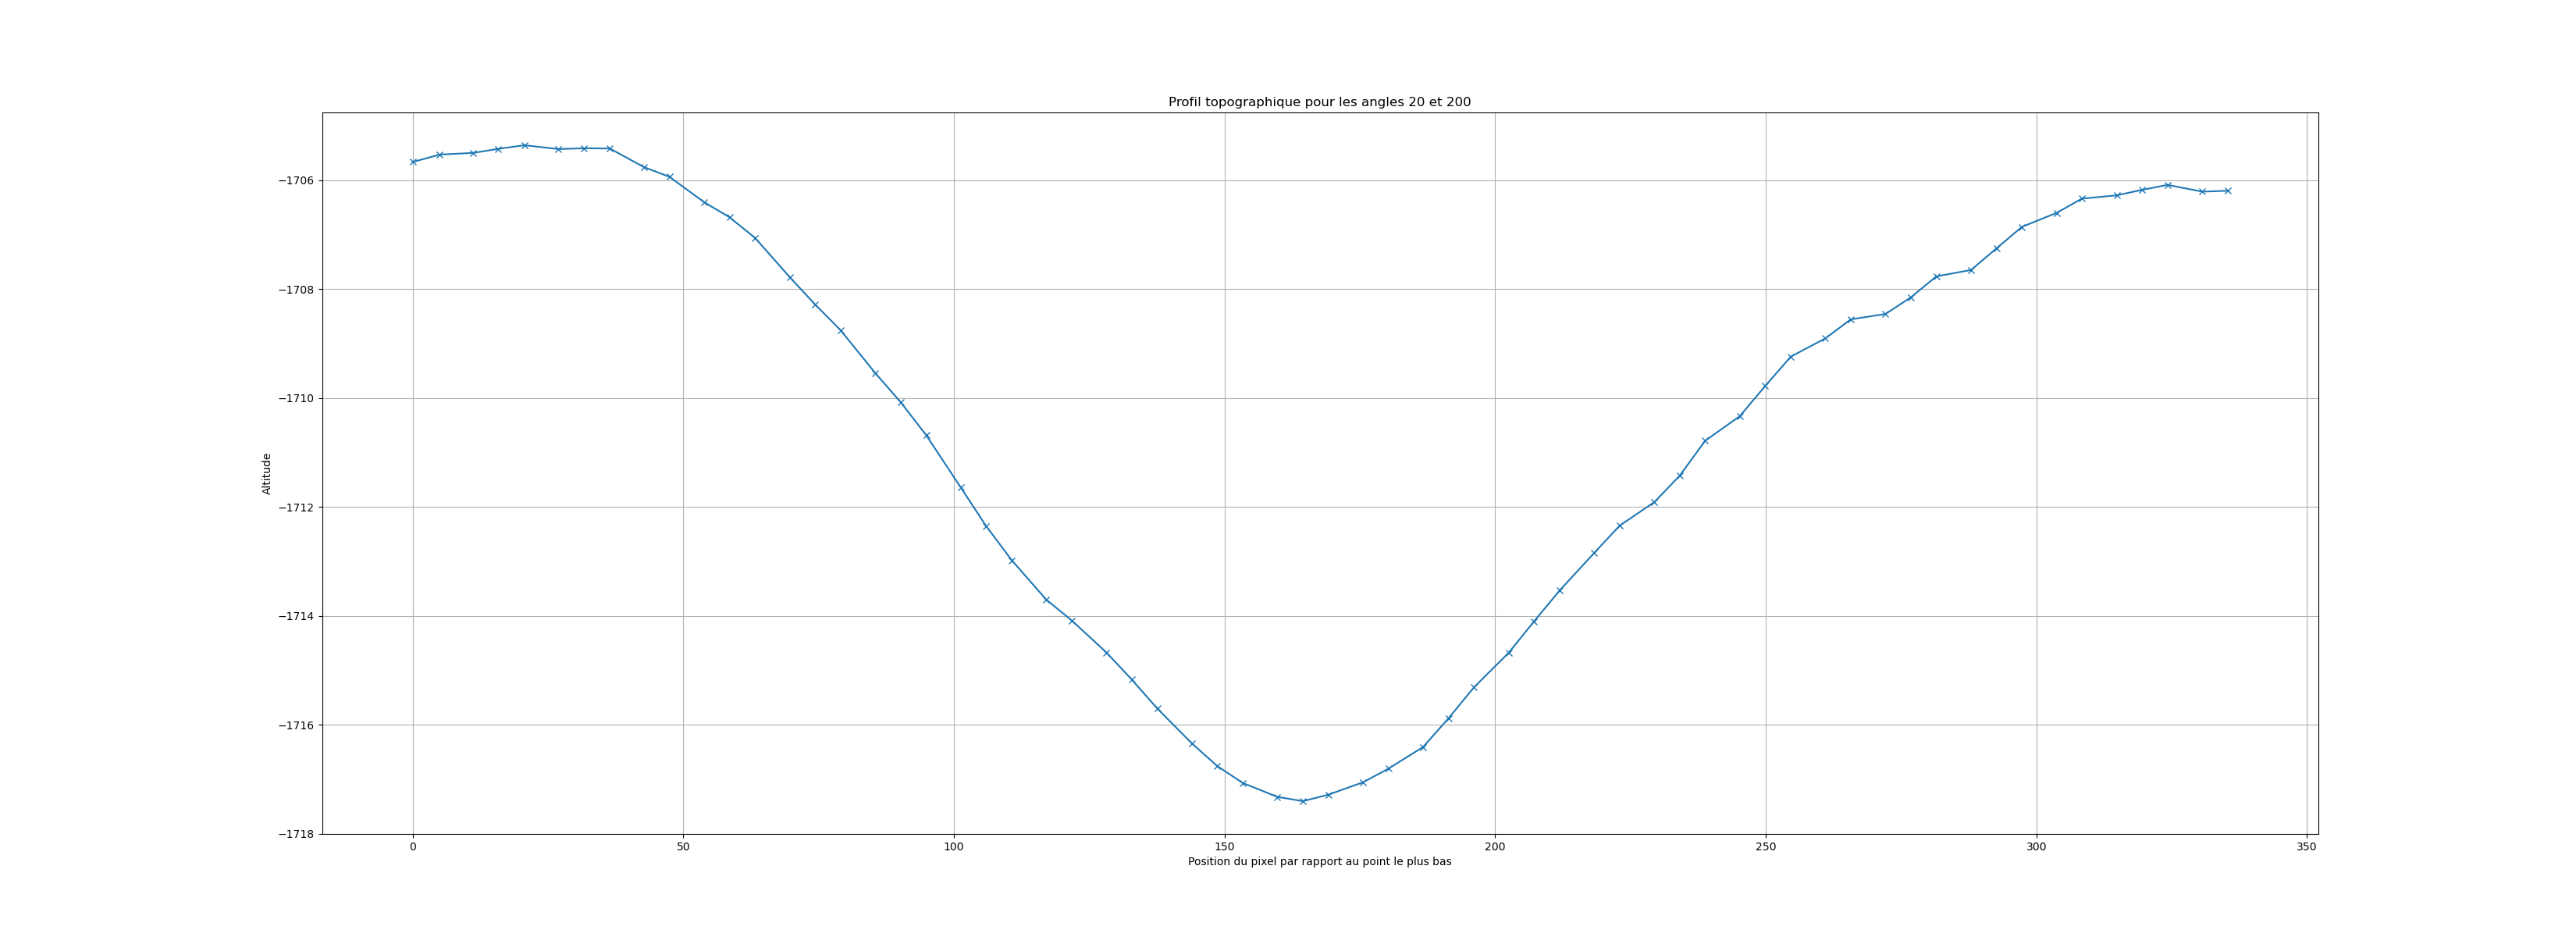 Profil topographique pour les angles 20 et 200
−1706
−1708
−1710
−1712
−1714
−1716
−1718
Altitude
0 50 100 150 200 250 300 350
Position du pixel par rapport au point le plus bas